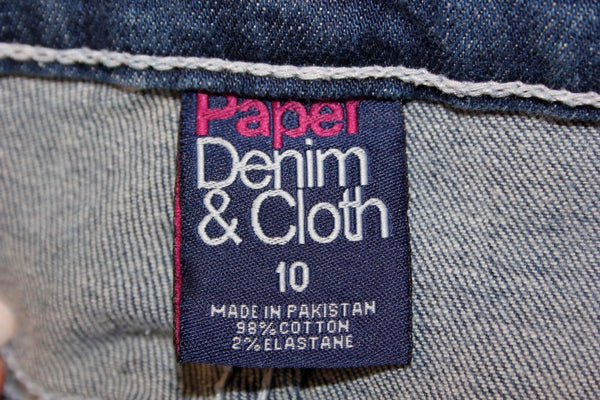 Paper
Denim
& Cloth
10
MADE IN PAKISTAN
98% COTTON
2% ELASTANE